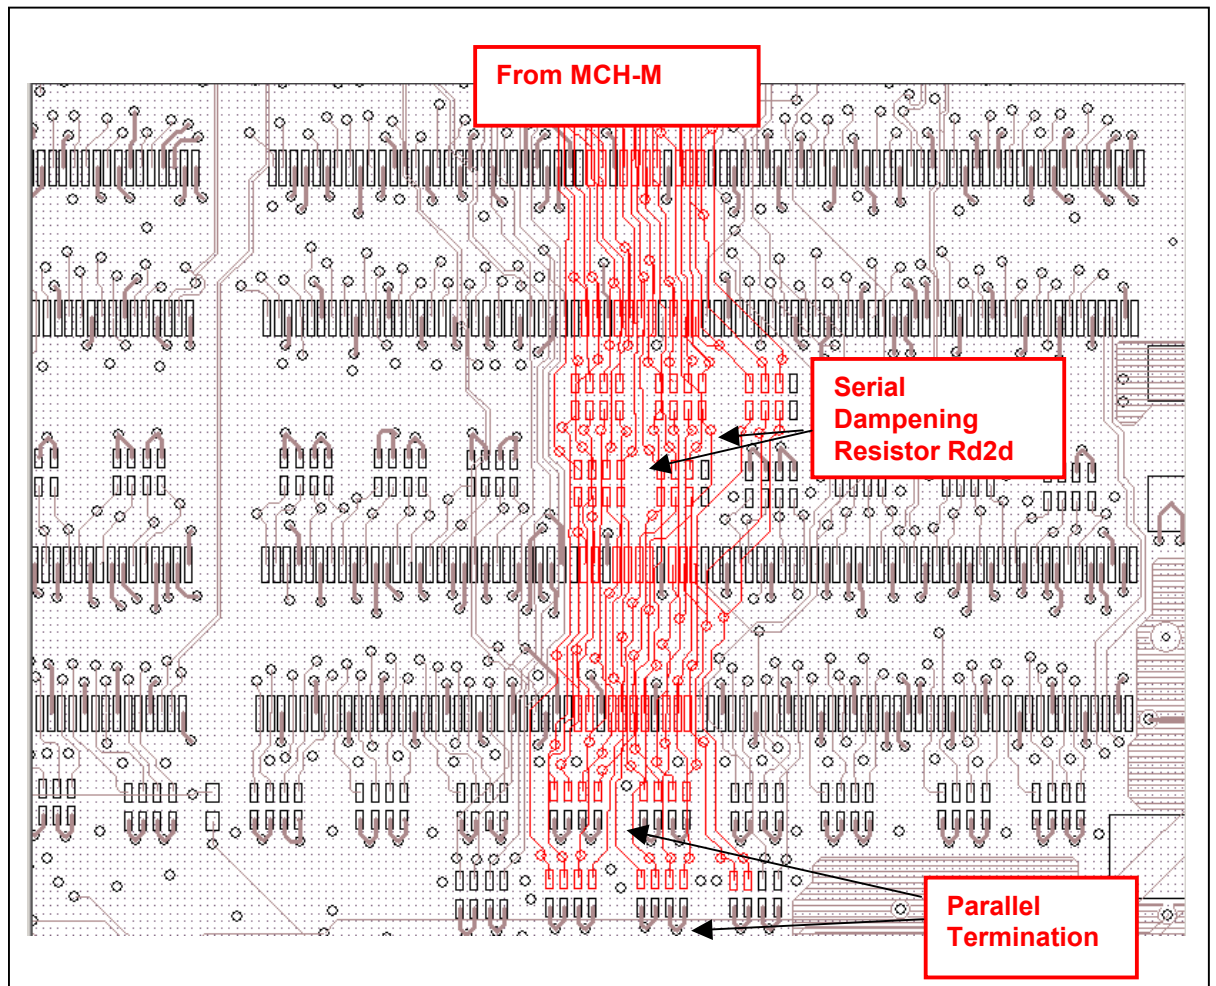 From MCH-M
Serial
Dampening
Resistor Rd2d
Parallel
Termination